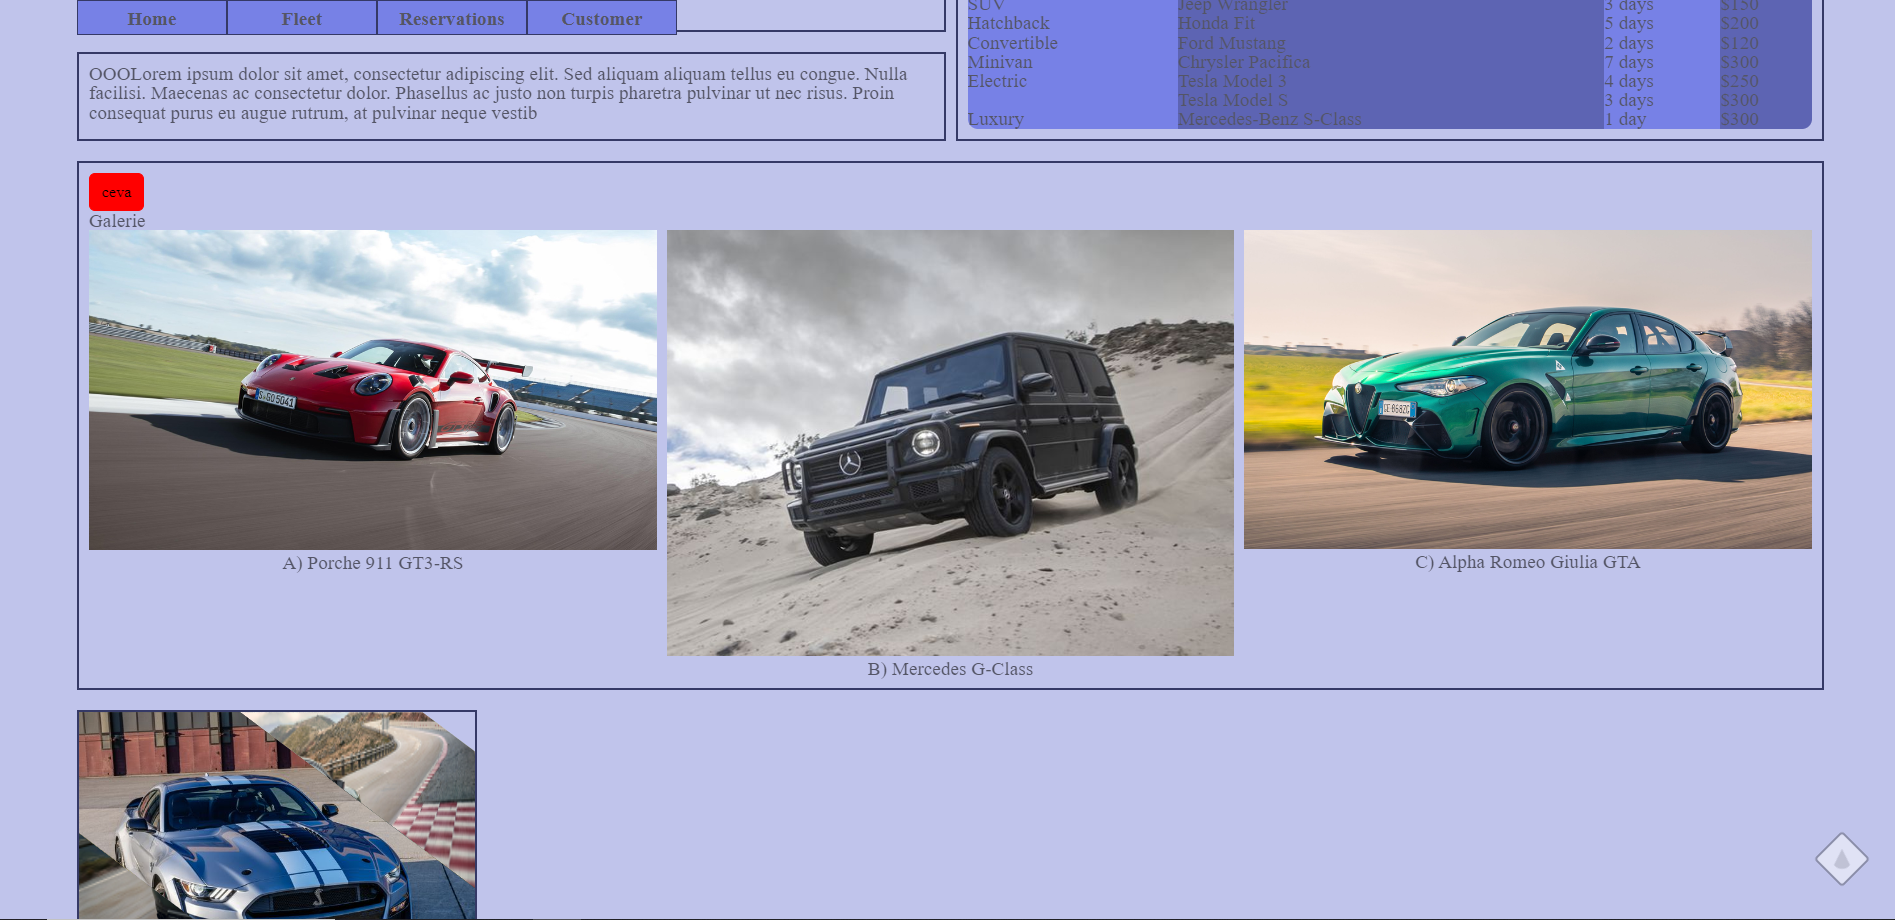 Home Fleet Reservations Customer
SUV Jeep Wrangler 3 days $150
Hatchback Honda Fit 5 days $200
Convertible Ford Mustang 2 days $120
Minivan Chrysler Pacifica 7 days $300
Electric Tesla Model 3 4 days $250
Tesla Model S 3 days $300
Luxury Mercedes-Benz S-Class 1 day $300
OOOLorem ipsum dolor sit amet, consectetur adipiscing elit. Sed aliquam aliquam tellus eu congue. Nulla
facilisi. Maecenas ac consectetur dolor. Phasellus ac justo non turpis pharetra pulvinar ut nec risus. Proin
consequat purus eu augue rutrum, at pulvinar neque vestib
ceva
Galerie
S GO 5041
A) Porche 911 GT3-RS
B) Mercedes G-Class
C) Alpha Romeo Giulia GTA